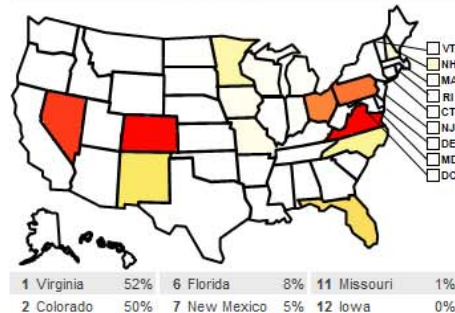 VT
NH
MA
RI
CT
NJ
DE
MD
DC
1 Virginia 52% 6 Florida 8% 11 Missouri 1%
2 Colorado 50% 7 New Mexico 5% 12 Iowa 0%